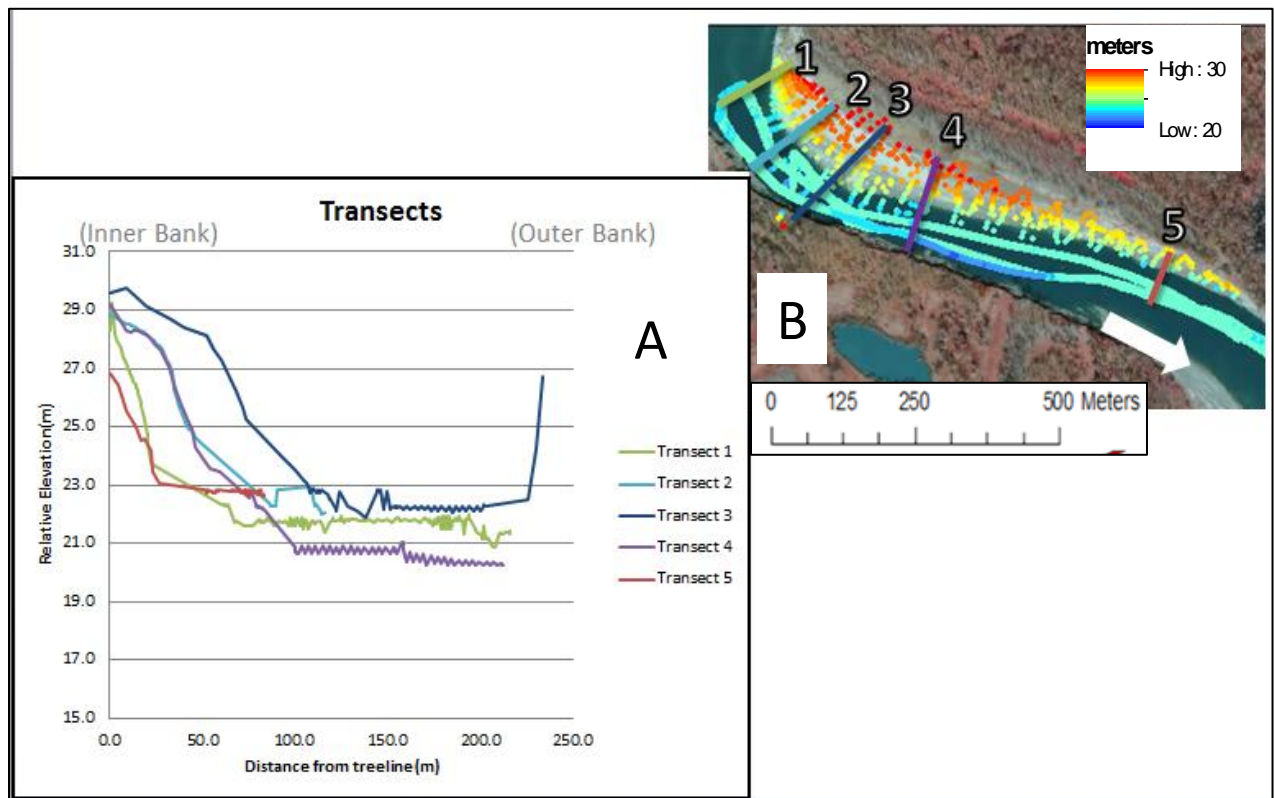 Transects
(Inner Bank) (Outer Bank)
31.0
29.0
27.0
25.0
23.0
21.0
19.0
17.0
15.0
Relative Elevation(m)
0.0 50.0 100.0 150.0 200.0 250.0
Distance from treeline(m)
A
Transect 1
Transect 2
Transect 3
Transect 4
Transect 5
1
2
3
4
5
meters
High : 30
Low : 20
B
0 125 250 500 Meters